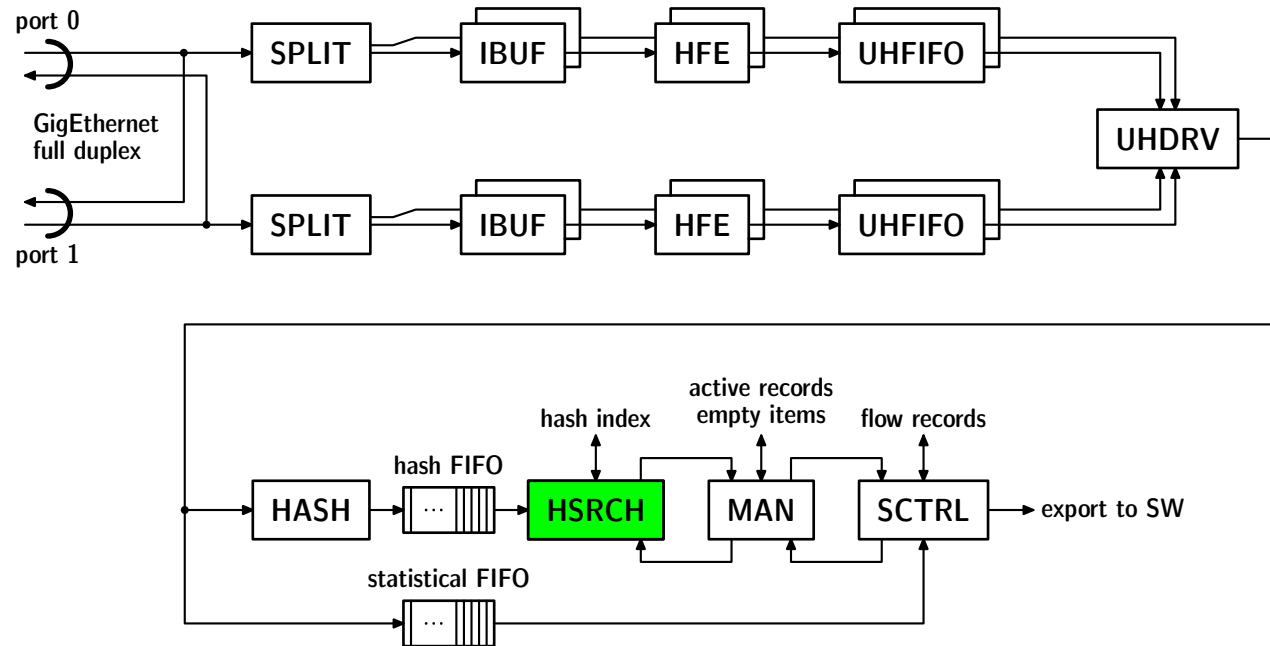 port 0
SPLIT
IBUF
HFE
UHFIFO
GigEthernet
full duplex
UHDRV
SPLIT
IBUF
HFE
UHFIFO
port 1
active records
empty items
hash index
flow records
hash FIFO
HASH
...
HSRCH
MAN
SCTRL
export to SW
statistical FIFO
...